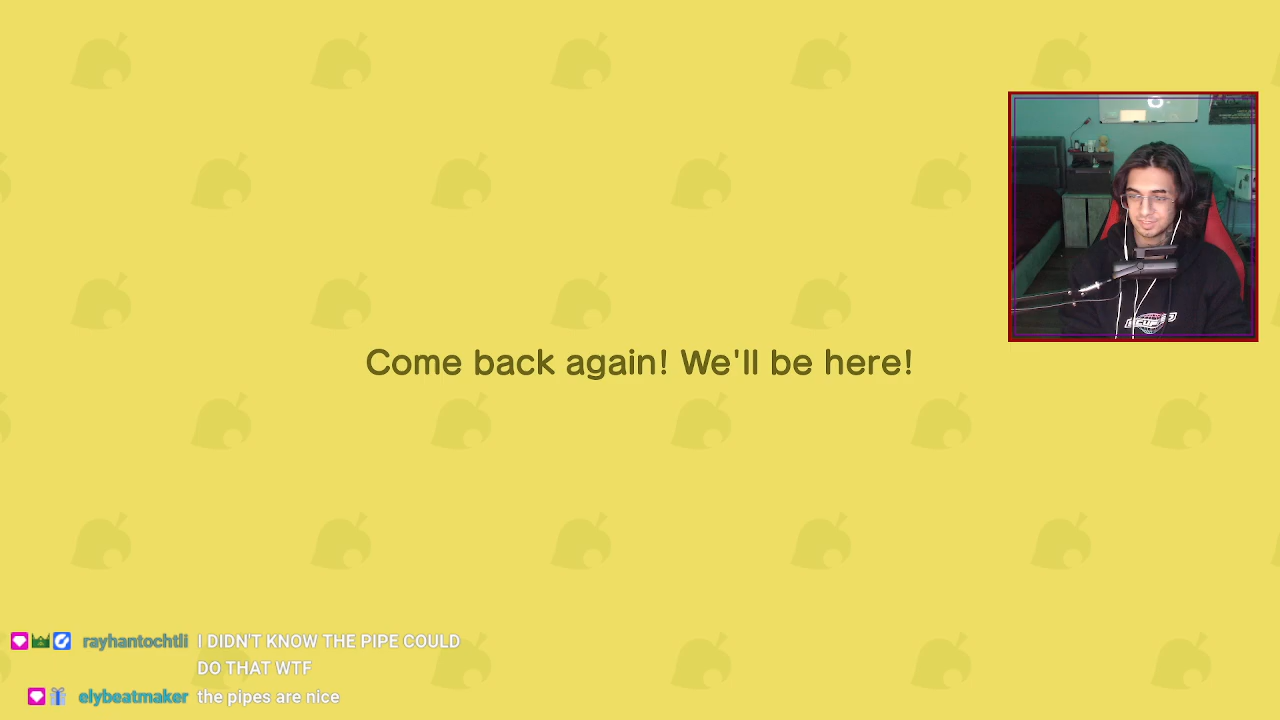 Come back again! We'll be here!
rayhantochtli I DIDN'T KNOW THE PIPE COULD
DO THAT WTF
elybeatmaker the pipes are nice